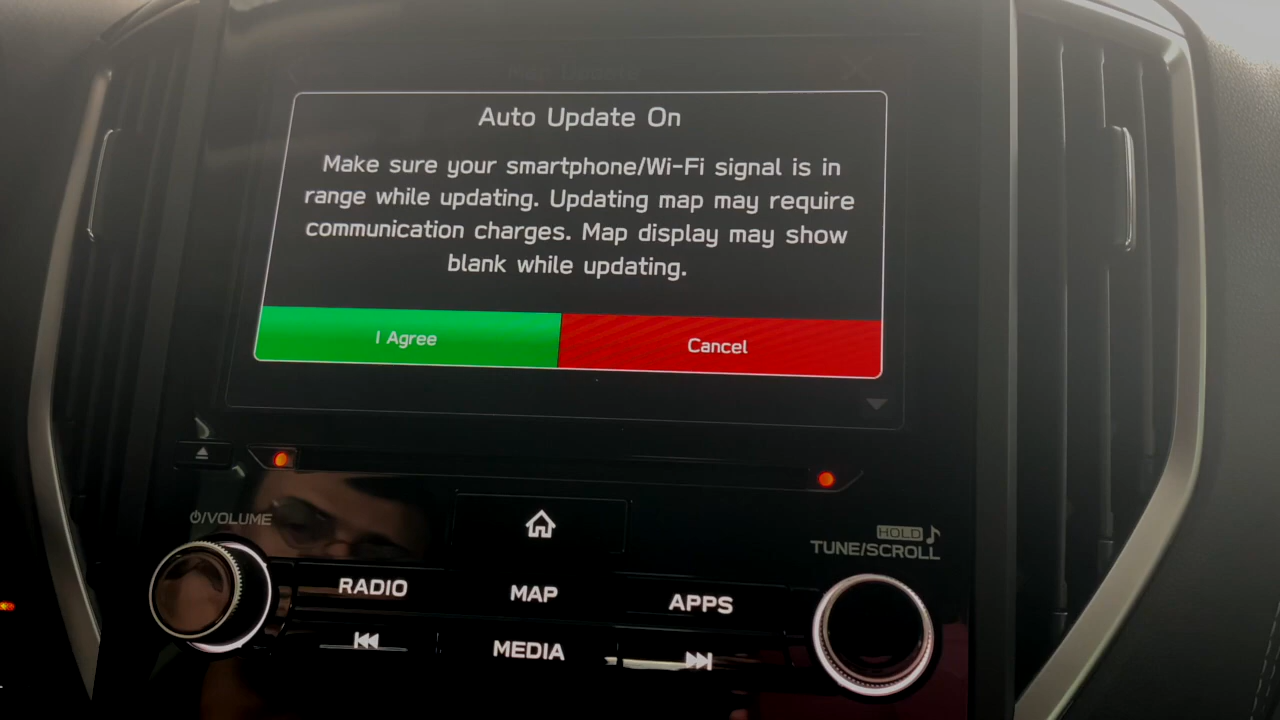 Map Update
Auto Update On
Make sure your smartphone/Wi-Fi signal is in
range while updating. Updating map may require
communication charges. Map display may show
blank while updating.
I Agree
Cancel
/VOLUME
HOLD
TUNE/SCROLL
RADIO
MAP
APPS
MEDIA